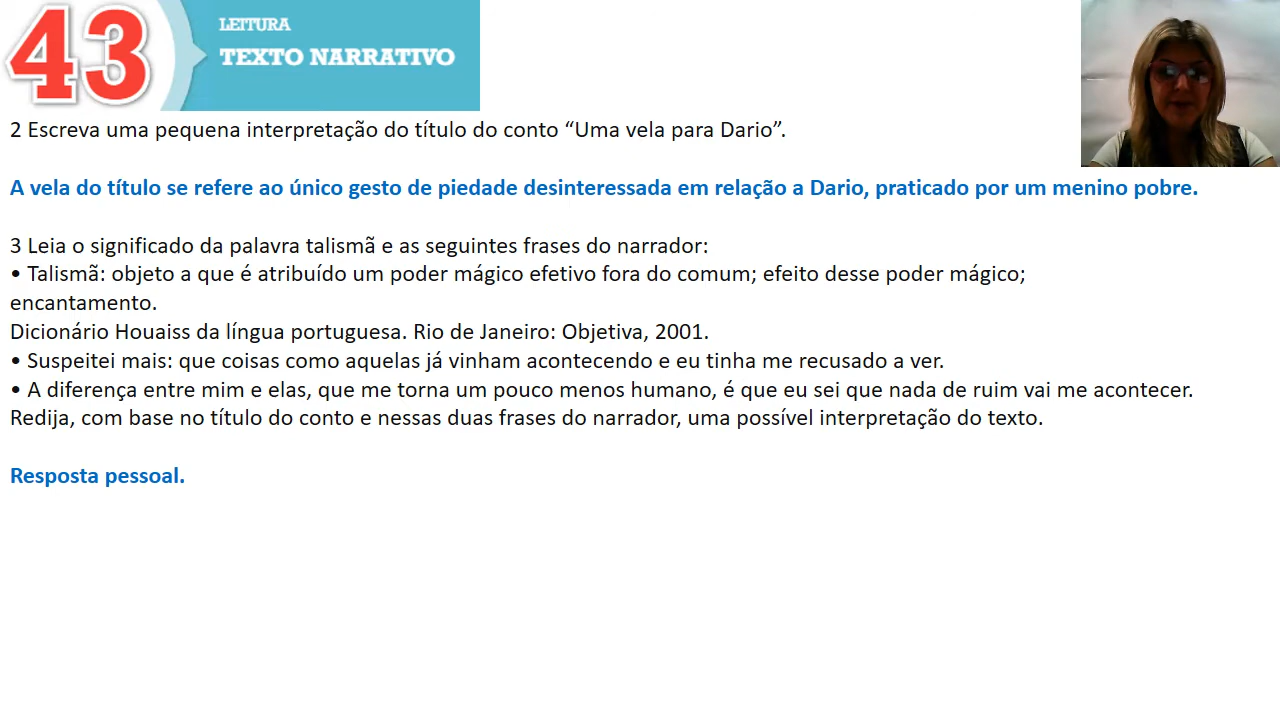 43
LEITURA
TEXTO NARRATIVO
2 Escreva uma pequena interpretação do título do conto “Uma vela para Dario”.
A vela do título se refere ao único gesto de piedade desinteressada em relação a Dario, praticado por um menino pobre.
3 Leia o significado da palavra talismã e as seguintes frases do narrador:
• Talismã: objeto a que é atribuído um poder mágico efetivo fora do comum; efeito desse poder mágico;
encantamento.
Dicionário Houaiss da língua portuguesa. Rio de Janeiro: Objetiva, 2001.
• Suspeitei mais: que coisas como aquelas já vinham acontecendo e eu tinha me recusado a ver.
• A diferença entre mim e elas, que me torna um pouco menos humano, é que eu sei que nada de ruim vai me acontecer.
Redija, com base no título do conto e nessas duas frases do narrador, uma possível interpretação do texto.
Resposta pessoal.